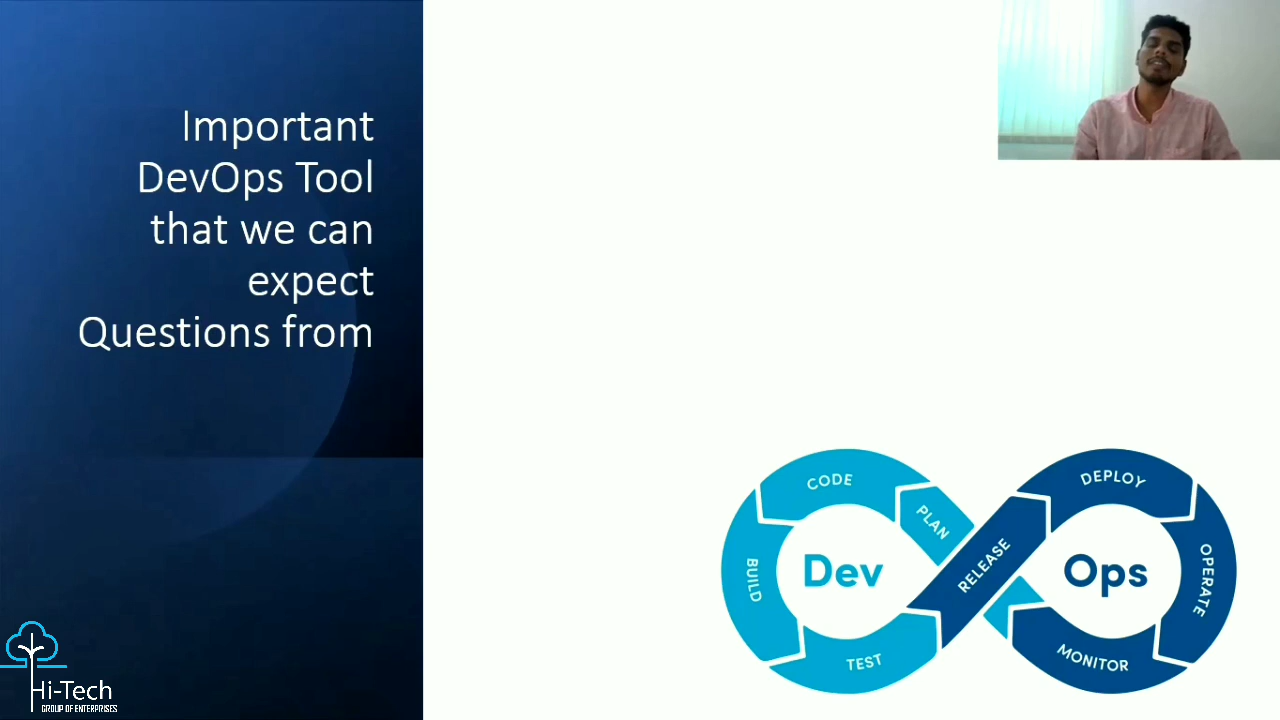 Important
DevOps Tool
that we can
expect
Questions from
CODE
PLAN
BUILD
Dev
TEST
RELEASE
DEPLOY
Ops
OPERATE
MONITOR
Hi-Tech
GROUP OF ENTERPRISES